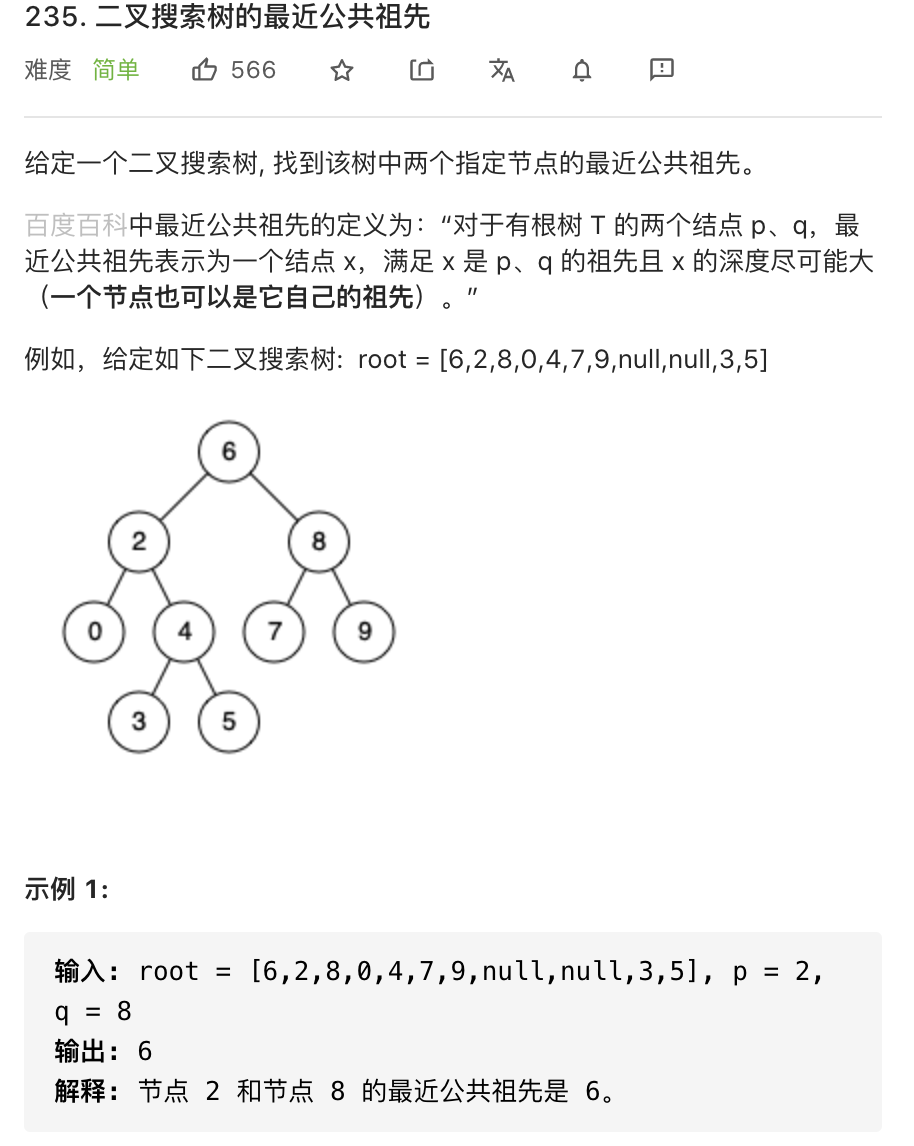 235. 二叉搜索树的最近公共祖先
难度 简单 566
给定一个二叉搜索树, 找到该树中两个指定节点的最近公共祖先。
百度百科中最近公共祖先的定义为：“对于有根树 T 的两个结点 p、q，最
近公共祖先表示为一个结点 x，满足 x 是 p、q 的祖先且 x 的深度尽可能大
（一个节点也可以是它自己的祖先）。”
例如，给定如下二叉搜索树: root = [6,2,8,0,4,7,9,null,null,3,5]
6
2 8
0 4 7 9
3 5
示例 1:
输入: root = [6,2,8,0,4,7,9,null,null,3,5], p = 2,
q = 8
输出: 6
解释: 节点 2 和节点 8 的最近公共祖先是 6。